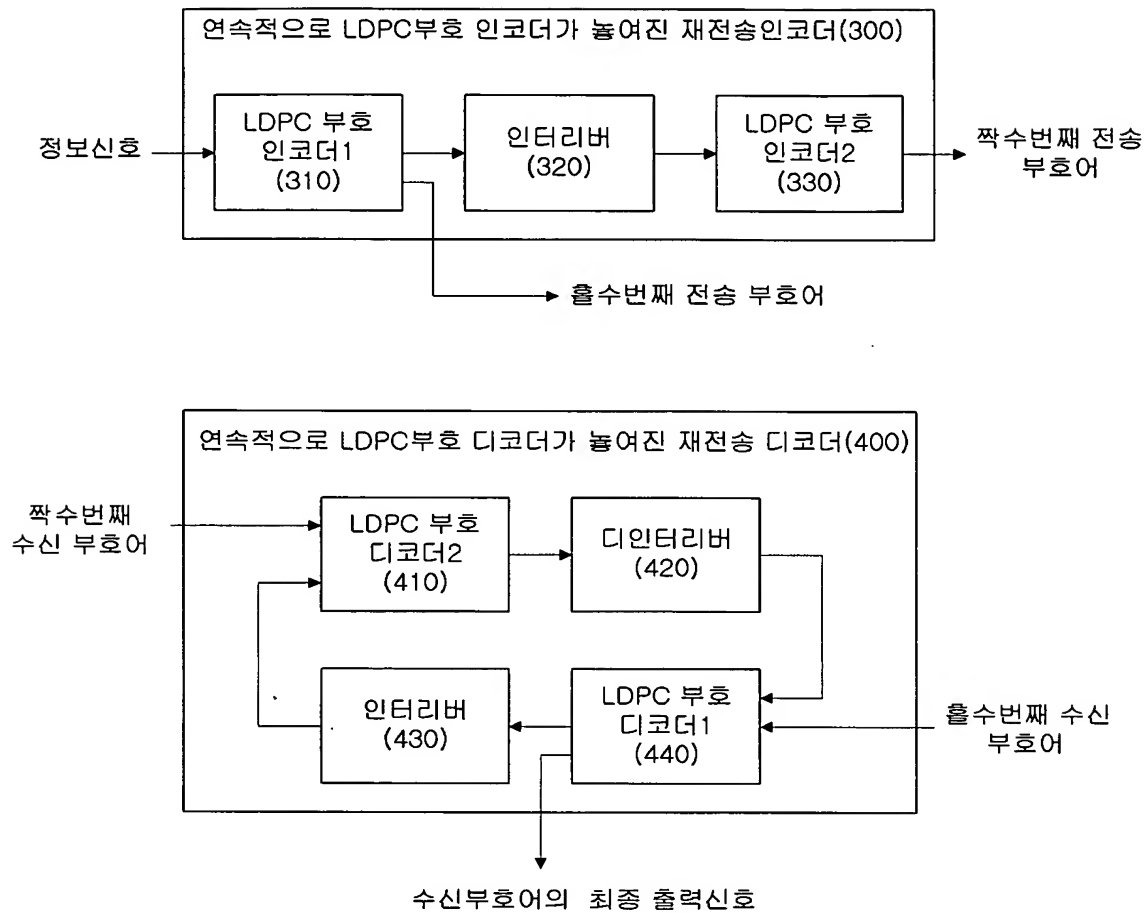 연속적으로 LDPC부호 인코더가 놓여진 재전송인코더(300)
정보신호
LDPC 부호
인코더1
(310)
인터리버
(320)
LDPC 부호
인코더2
(330)
짝수번째 전송
부호어
홀수번째 전송 부호어
연속적으로 LDPC부호 디코더가 놓여진 재전송 디코더(400)
짝수번째
수신 부호어
LDPC 부호
디코더2
(410)
디인터리버
(420)
인터리버
(430)
LDPC 부호
디코더1
(440)
홀수번째 수신
부호어
수신부호어의 최종 출력신호